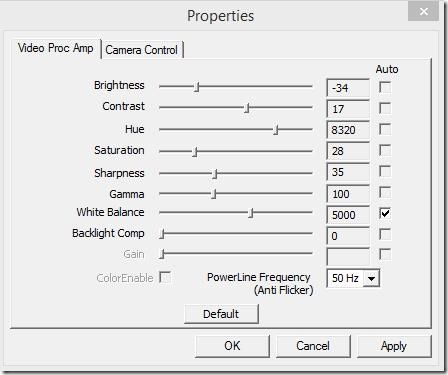 Properties
Video Proc Amp Camera Control
Auto
Brightness -34
Contrast 17
Hue 8320
Saturation 28
Sharpness 35
Gamma 100
White Balance 5000
Backlight Comp 0
Gain
ColorEnable PowerLine Frequency 50 Hz
(Anti Flicker)
Default
OK Cancel Apply